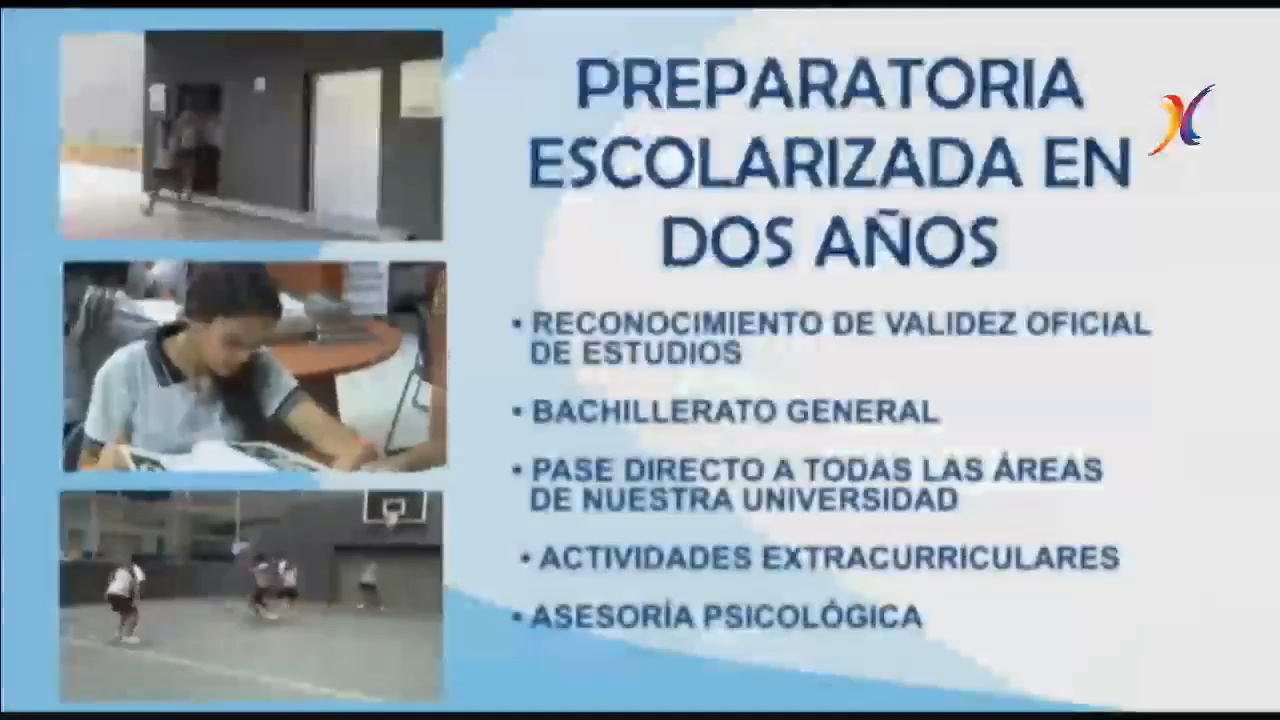 PREPARATORIA
ESCOLARIZADA EN
DOS AÑOS
• RECONOCIMIENTO DE VALIDEZ OFICIAL
DE ESTUDIOS
• BACHILLERATO GENERAL
• PASE DIRECTO A TODAS LAS ÁREAS
DE NUESTRA UNIVERSIDAD
• ACTIVIDADES EXTRACURRICULARES
• ASESORÍA PSICOLÓGICA